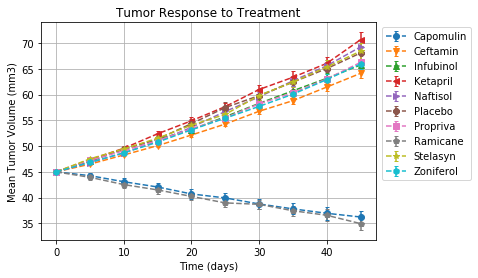 Tumor Response to Treatment
Mean Tumor Volume (mm3)
70
65
60
55
50
45
40
35
0
10
20
30
40
Time (days)
Capomulin
Ceftamin
Infubinol
Ketapril
Naftisol
Placebo
Propriva
Ramicane
Stelasyn
Zoniferol